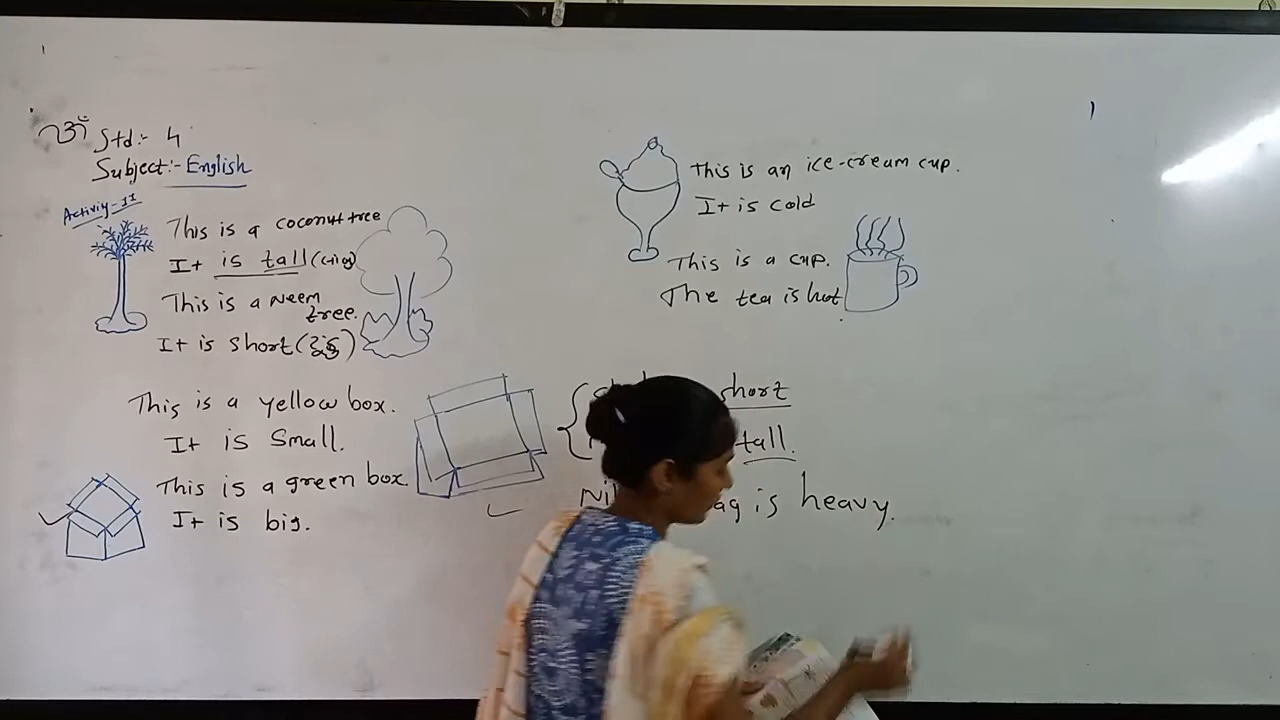 ૐ Std:- 4
Subject:- English
Activiy-11
This is a coconut tree
It is tall
This is a Neem
tree.
It is short
This is a yellow box.
It is small.
This is a green box
It is big.
This is an ice-cream cup.
It is cold
This is a cup.
The tea is hot
short
tall.
is heavy.